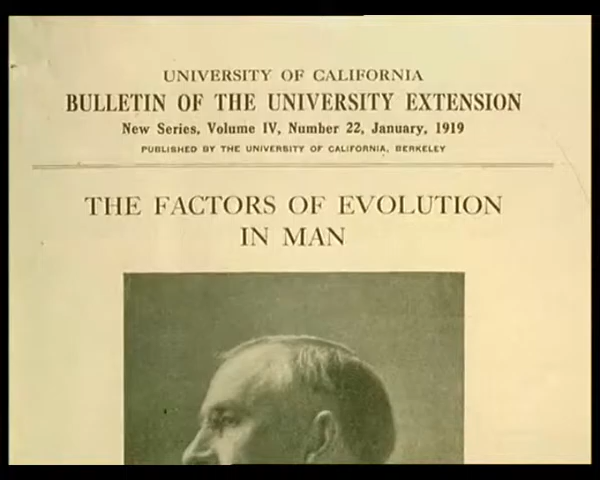 UNIVERSITY OF CALIFORNIA
BULLETIN OF THE UNIVERSITY EXTENSION
New Series, Volume IV, Number 22, January, 1919
PUBLISHED BY THE UNIVERSITY OF CALIFORNIA, BERKELEY
THE FACTORS OF EVOLUTION
IN MAN